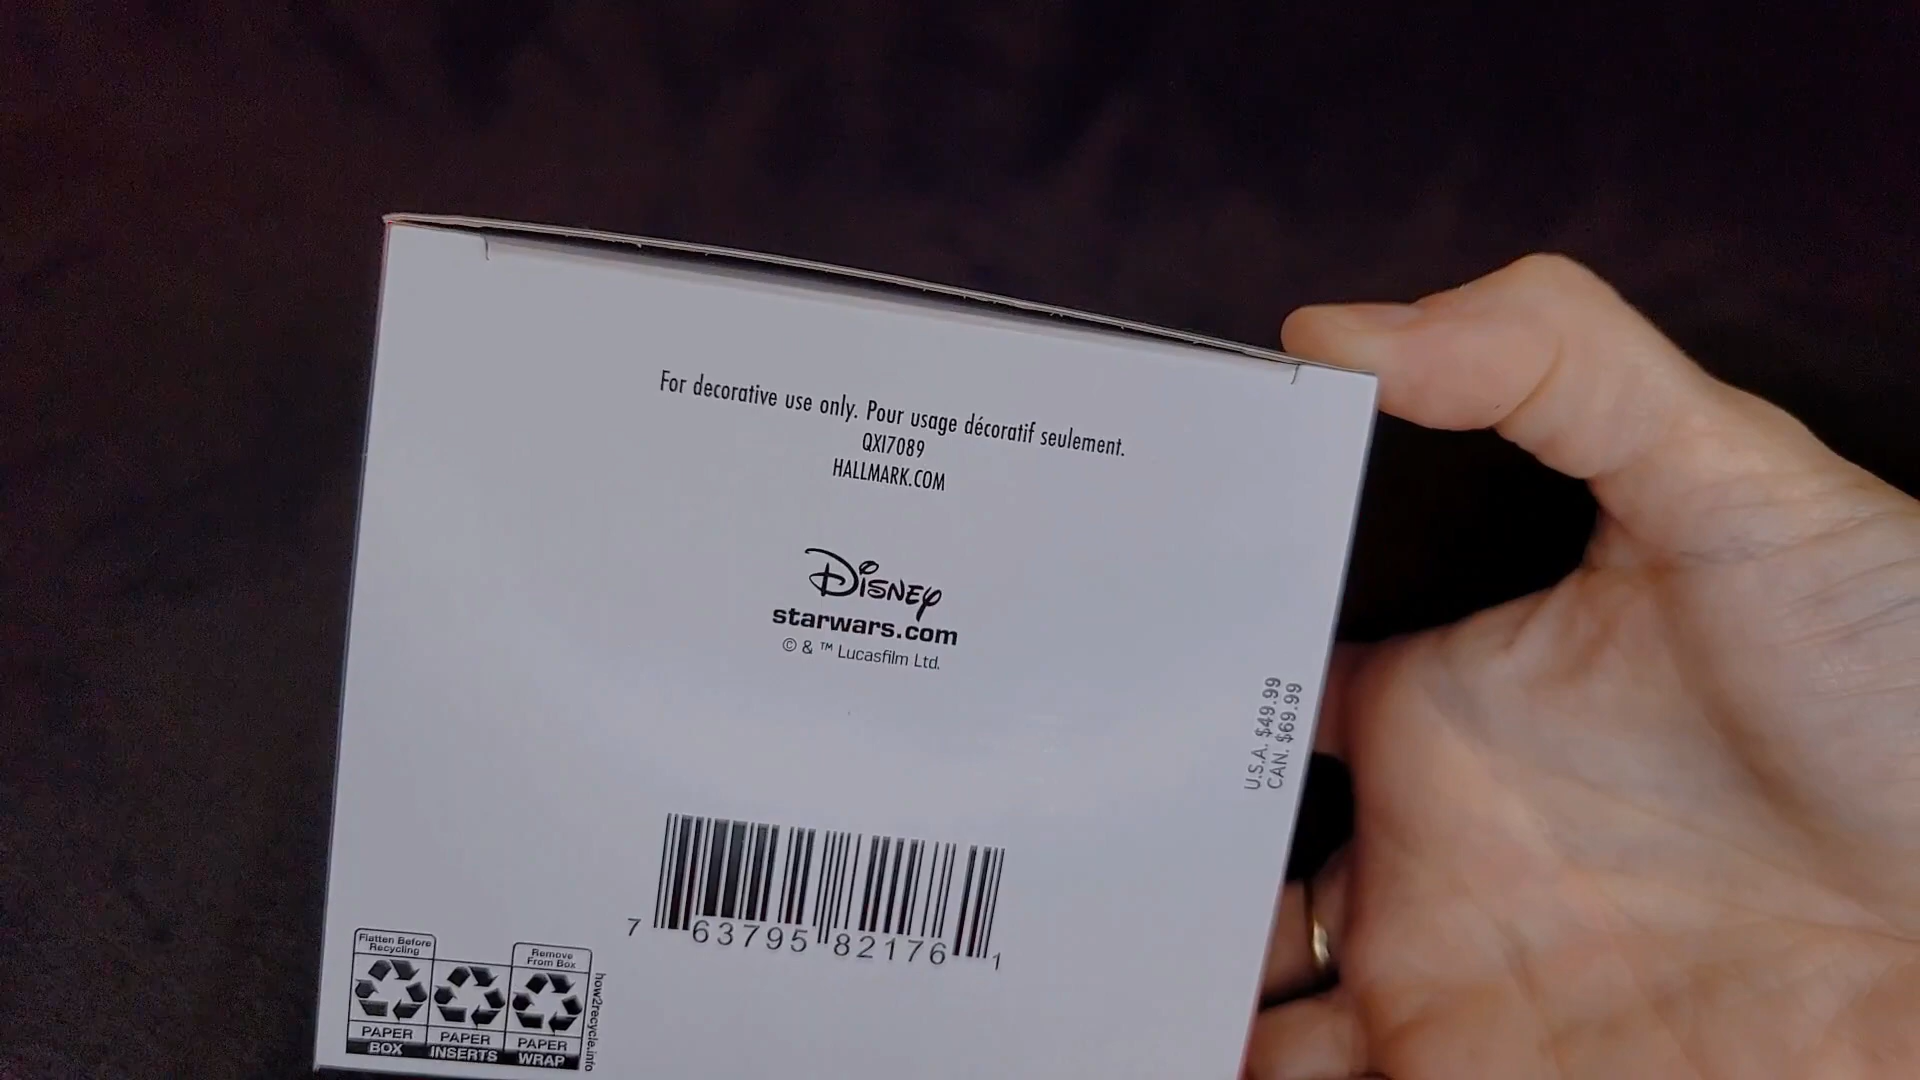 For decorative use only. Pour usage décoratif seulement.
QXI7089
HALLMARK.COM
Disney
starwars.com
© & ™ Lucasfilm Ltd.
U.S.A. $49.99
CAN. $69.99
7 63795 82176 1
Flatten Before
Recycling
PAPER
BOX
PAPER
INSERTS
Remove
From Box
PAPER
WRAP
how2recycle.info